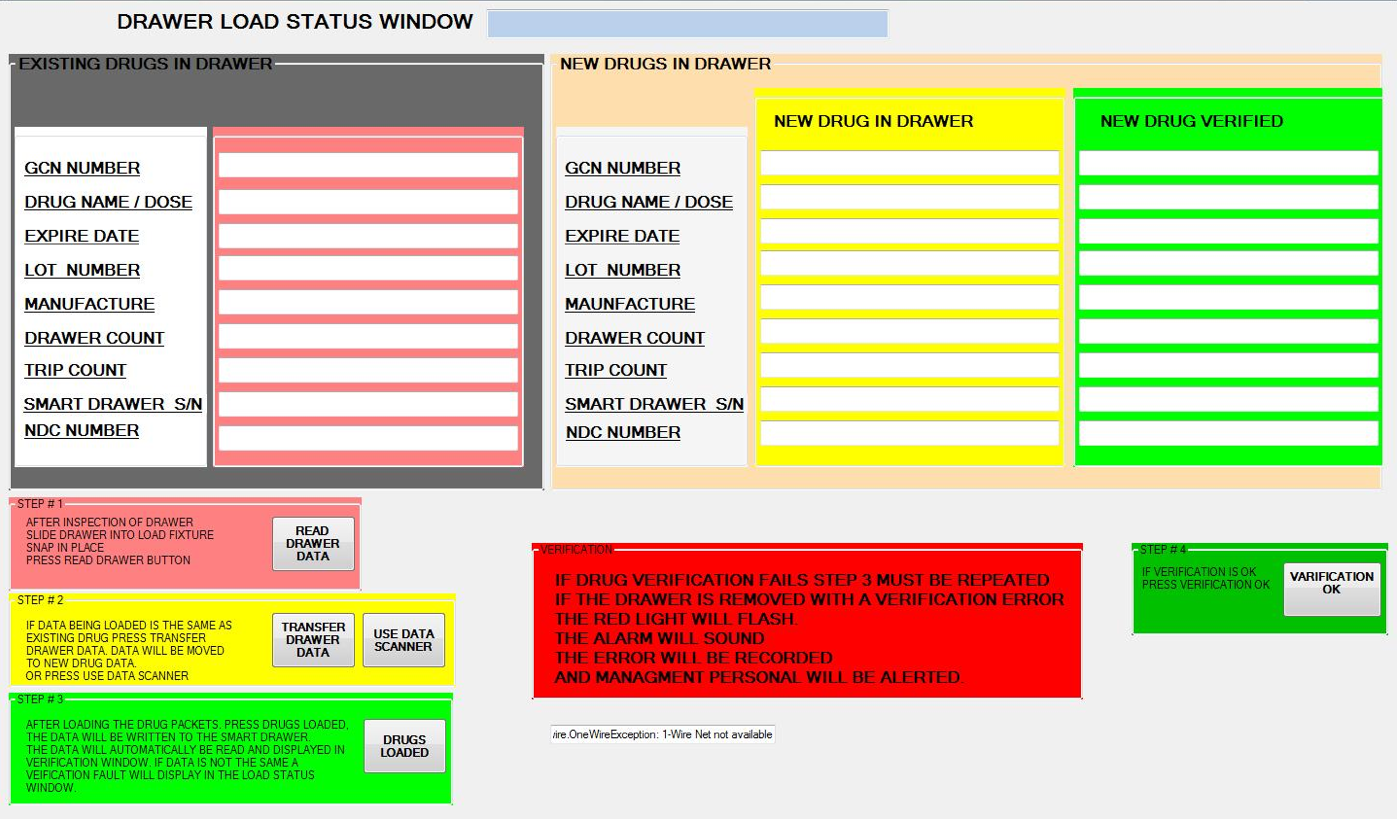 DRAWER LOAD STATUS WINDOW
EXISTING DRUGS IN DRAWER
GCN NUMBER
DRUG NAME / DOSE
EXPIRE DATE
LOT  NUMBER
MANUFACTURE
DRAWER COUNT
TRIP COUNT
SMART DRAWER  S/N
NDC NUMBER
NEW DRUGS IN DRAWER
NEW DRUG IN DRAWER
NEW DRUG VERIFIED
GCN NUMBER
DRUG NAME / DOSE
EXPIRE DATE
LOT  NUMBER
MAUNFACTURE
DRAWER COUNT
TRIP COUNT
SMART DRAWER  S/N
NDC NUMBER
STEP # 1
AFTER INSPECTION OF DRAWER
SLIDE DRAWER INTO LOAD FIXTURE
SNAP IN PLACE
PRESS READ DRAWER BUTTON
READ
DRAWER
DATA
STEP # 2
IF DATA BEING LOADED IS THE SAME AS
EXISTING DRUG PRESS TRANSFER
DRAWER DATA. DATA WILL BE MOVED
TO NEW DRUG DATA.
OR PRESS USE DATA SCANNER
TRANSFER
DRAWER
DATA
USE DATA
SCANNER
STEP # 3
AFTER LOADING THE DRUG PACKETS. PRESS DRUGS LOADED,
THE DATA WILL BE WRITTEN TO THE SMART DRAWER.
THE DATA WILL AUTOMATICALLY BE READ AND DISPLAYED IN
VERIFICATION WINDOW. IF DATA IS NOT THE SAME A
VEIFICATION FAULT WILL DISPLAY IN THE LOAD STATUS
WINDOW.
DRUGS
LOADED
VERIFICATION
IF DRUG VERIFICATION FAILS STEP 3 MUST BE REPEATED
IF THE DRAWER IS REMOVED WITH A VERIFICATION ERROR
THE RED LIGHT WILL FLASH.
THE ALARM WILL SOUND
THE ERROR WILL BE RECORDED
AND MANAGMENT PERSONAL WILL BE ALERTED.
ire.OneWireException: 1-Wire Net not available
STEP # 4
IF VERIFICATION IS OK
PRESS VERIFICATION OK
VARIFICATION
OK